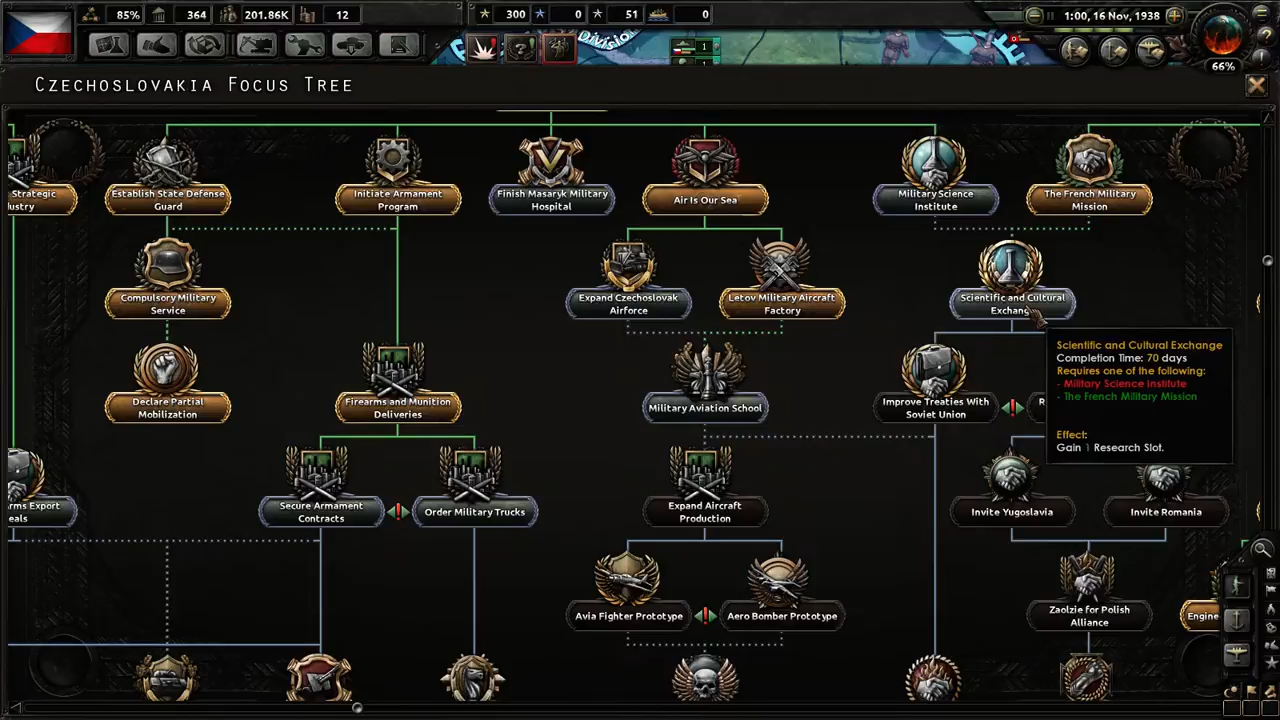 85%
364
201.86K
12
300
0
51
0
1:00, 16 Nov, 1938
66%
Division
1
1
Czechoslovakia Focus Tree
Strategic
Establish State Defense
Guard
Initiate Armament
Program
Finish Masaryk Military
Hospital
Air Is Our Sea
Military Science
Institute
The French Military
Mission
Compulsory Military
Service
Expand Czechoslovak
Airforce
Letov Military Aircraft
Factory
Scientific and Cultural
Exchange
Scientific and Cultural Exchange
Completion Time: 70 days
Requires one of the following:
- Military Science Institute
- The French Military Mission
Effect:
Gain 1 Research Slot.
Declare Partial
Mobilization
Firearms and Munition
Deliveries
Military Aviation School
Improve Treaties With
Soviet Union
Arms Export
Secure Armament
Contracts
Order Military Trucks
Expand Aircraft
Production
Invite Yugoslavia
Invite Romania
Avia Fighter Prototype
Aero Bomber Prototype
Zaolzie for Polish
Alliance
Engine